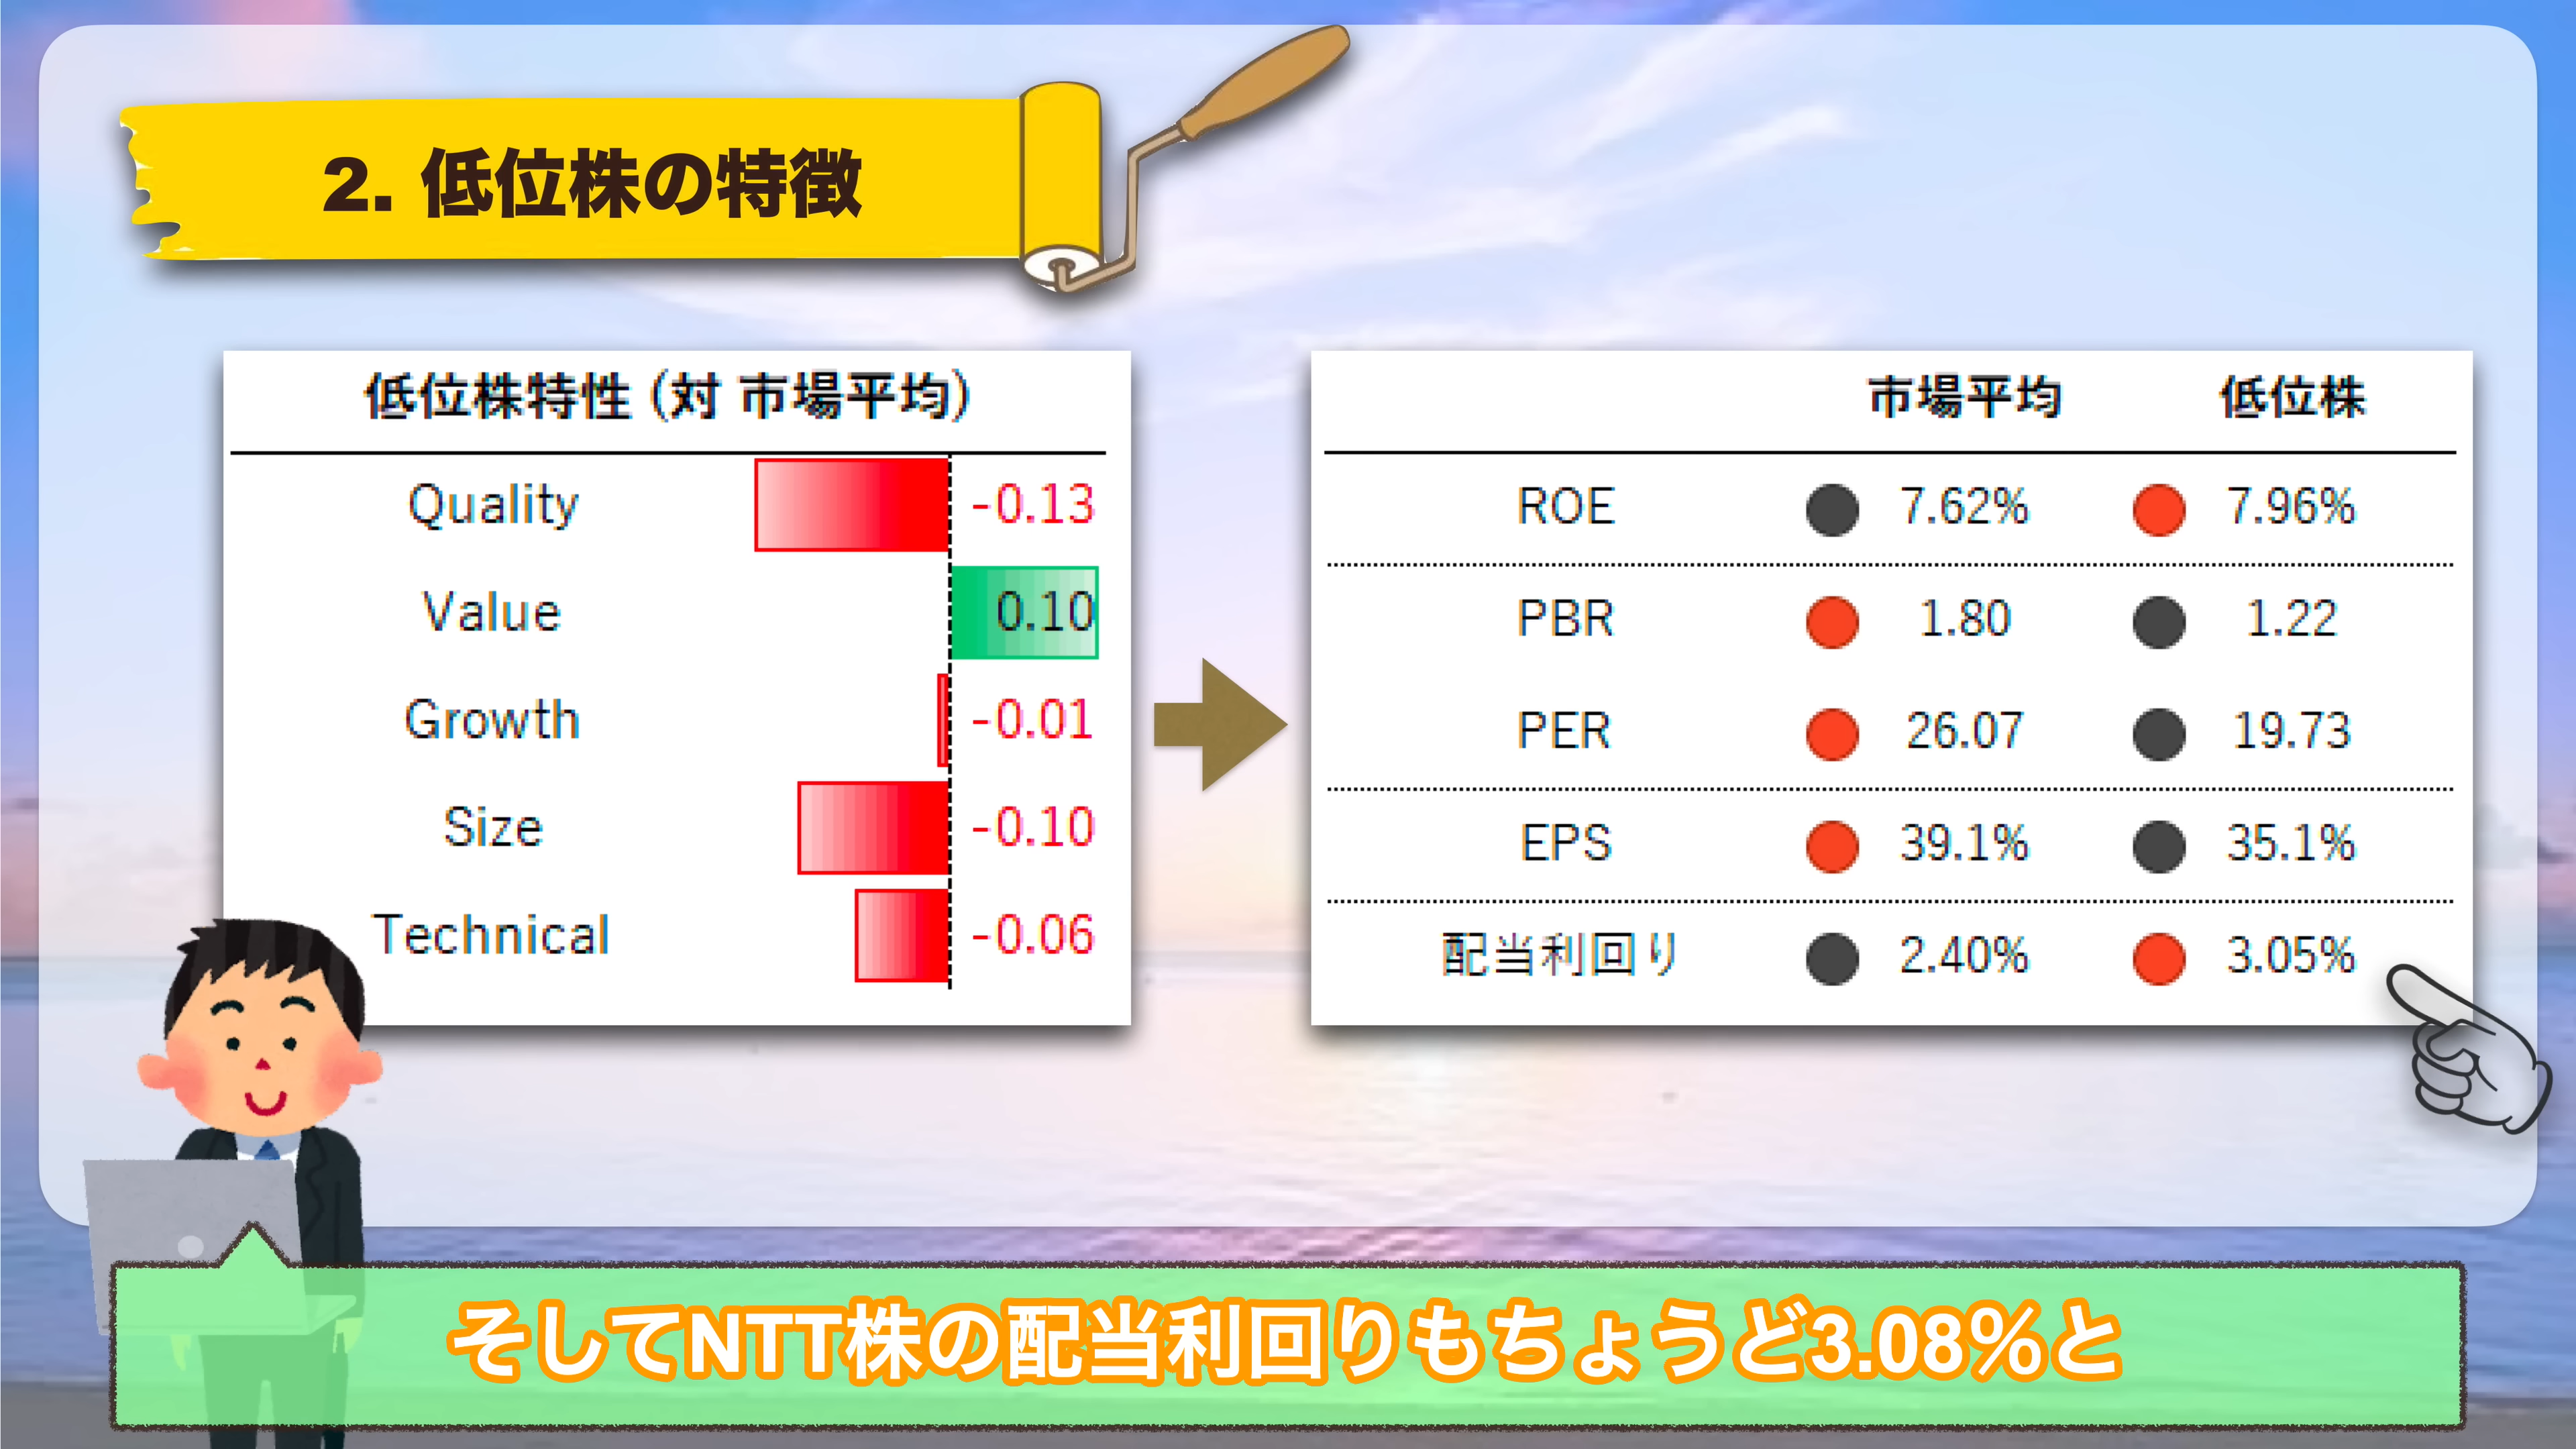 2. 低位株の特徴
低位株特性 (対 市場平均)
Quality -0.13
Value 0.10
Growth -0.01
Size -0.10
Technical -0.06
市場平均 低位株
ROE 7.62% 7.96%
PBR 1.80 1.22
PER 26.07 19.73
EPS 39.1% 35.1%
配当利回り 2.40% 3.05%
そしてNTT株の配当利回りもちょうど3.08%と